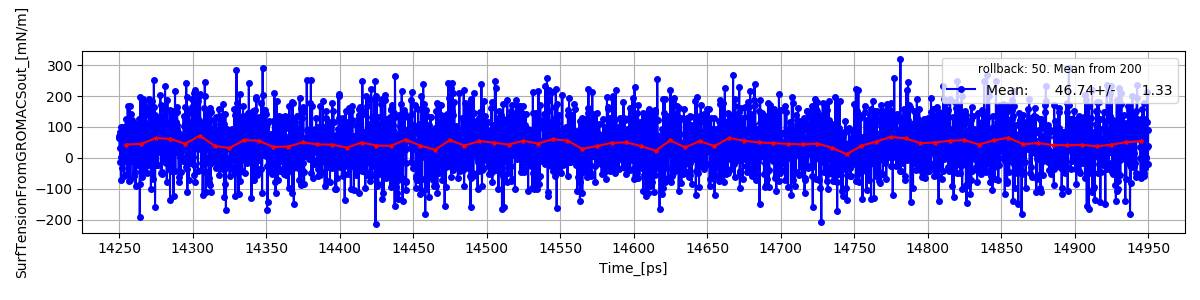 SurfTensionFromGROMACSout_[mN/m]
300
200
100
0
−100
−200
rollback: 50. Mean from 200
Mean: 46.74+/- 1.33
14250 14300 14350 14400 14450 14500 14550 14600 14650 14700 14750 14800 14850 14900 14950
Time_[ps]